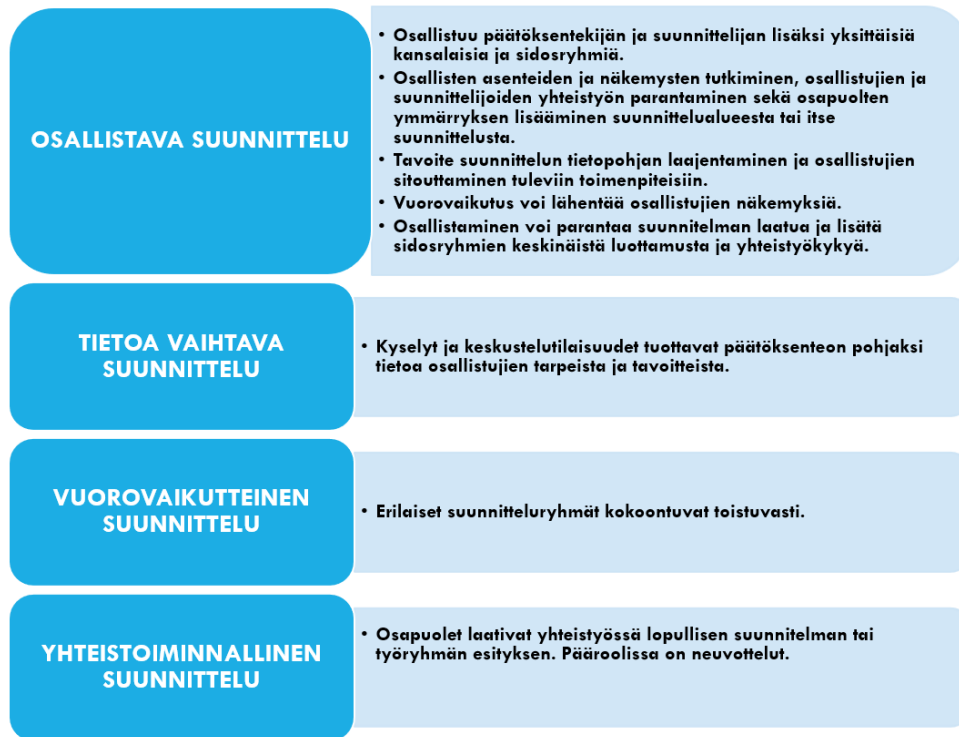 OSALLISTAVA SUUNNITTELU
• Osallistuu päätöksentekijän ja suunnittelijan lisäksi yksittäisiä
kansalaisia ja sidosryhmiä.
• Osallisten asenteiden ja näkemysten tutkiminen, osallistujien ja
suunnittelijoiden yhteistyön parantaminen sekä osapuolten
ymmärryksen lisääminen suunnittelualueesta tai itse
suunnittelusta.
• Tavoite suunnittelun tietopohjan laajentaminen ja osallistujien
sitouttaminen tuleviin toimenpiteisiin.
• Vuorovaikutus voi lähentää osallistujien näkemyksiä.
• Osallistaminen voi parantaa suunnitelman laatua ja lisätä
sidosryhmien keskinäistä luottamusta ja yhteistyökykyä.
TIETOA VAIHTAVA
SUUNNITTELU
• Kyselyt ja keskustelutilaisuudet tuottavat päätöksenteon pohjaksi
tietoa osallistujien tarpeista ja tavoitteista.
VUOROVAIKUTTEINEN
SUUNNITTELU
• Erilaiset suunnitteluryhmät kokoontuvat toistuvasti.
YHTEISTOIMINNALLINEN
SUUNNITTELU
• Osapuolet laativat yhteistyössä lopullisen suunnitelman tai
työryhmän esityksen. Pääroolissa on neuvottelut.